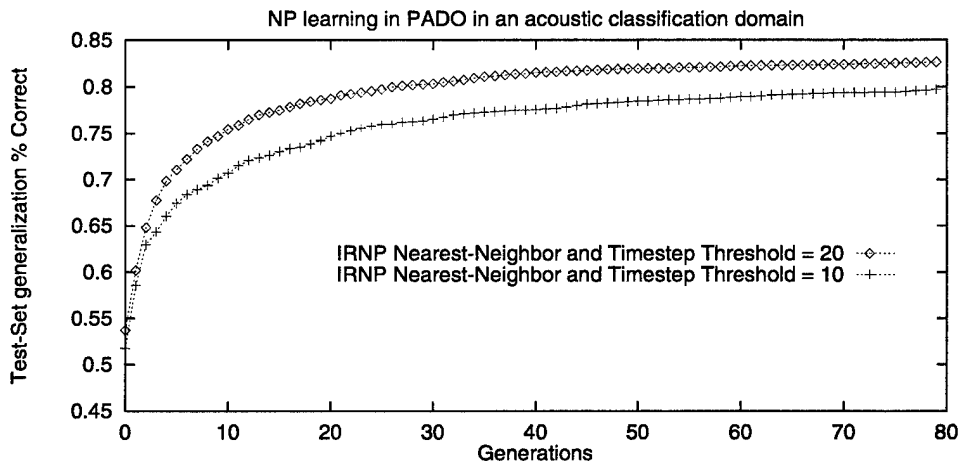 NP learning in PADO in an acoustic classification domain
Test-Set generalization % Correct
0.85
0.8
0.75
0.7
0.65
0.6
0.55
0.5
0.45
IRNP Nearest-Neighbor and Timestep Threshold = 20
IRNP Nearest-Neighbor and Timestep Threshold = 10
0 10 20 30 40 50 60 70 80
Generations